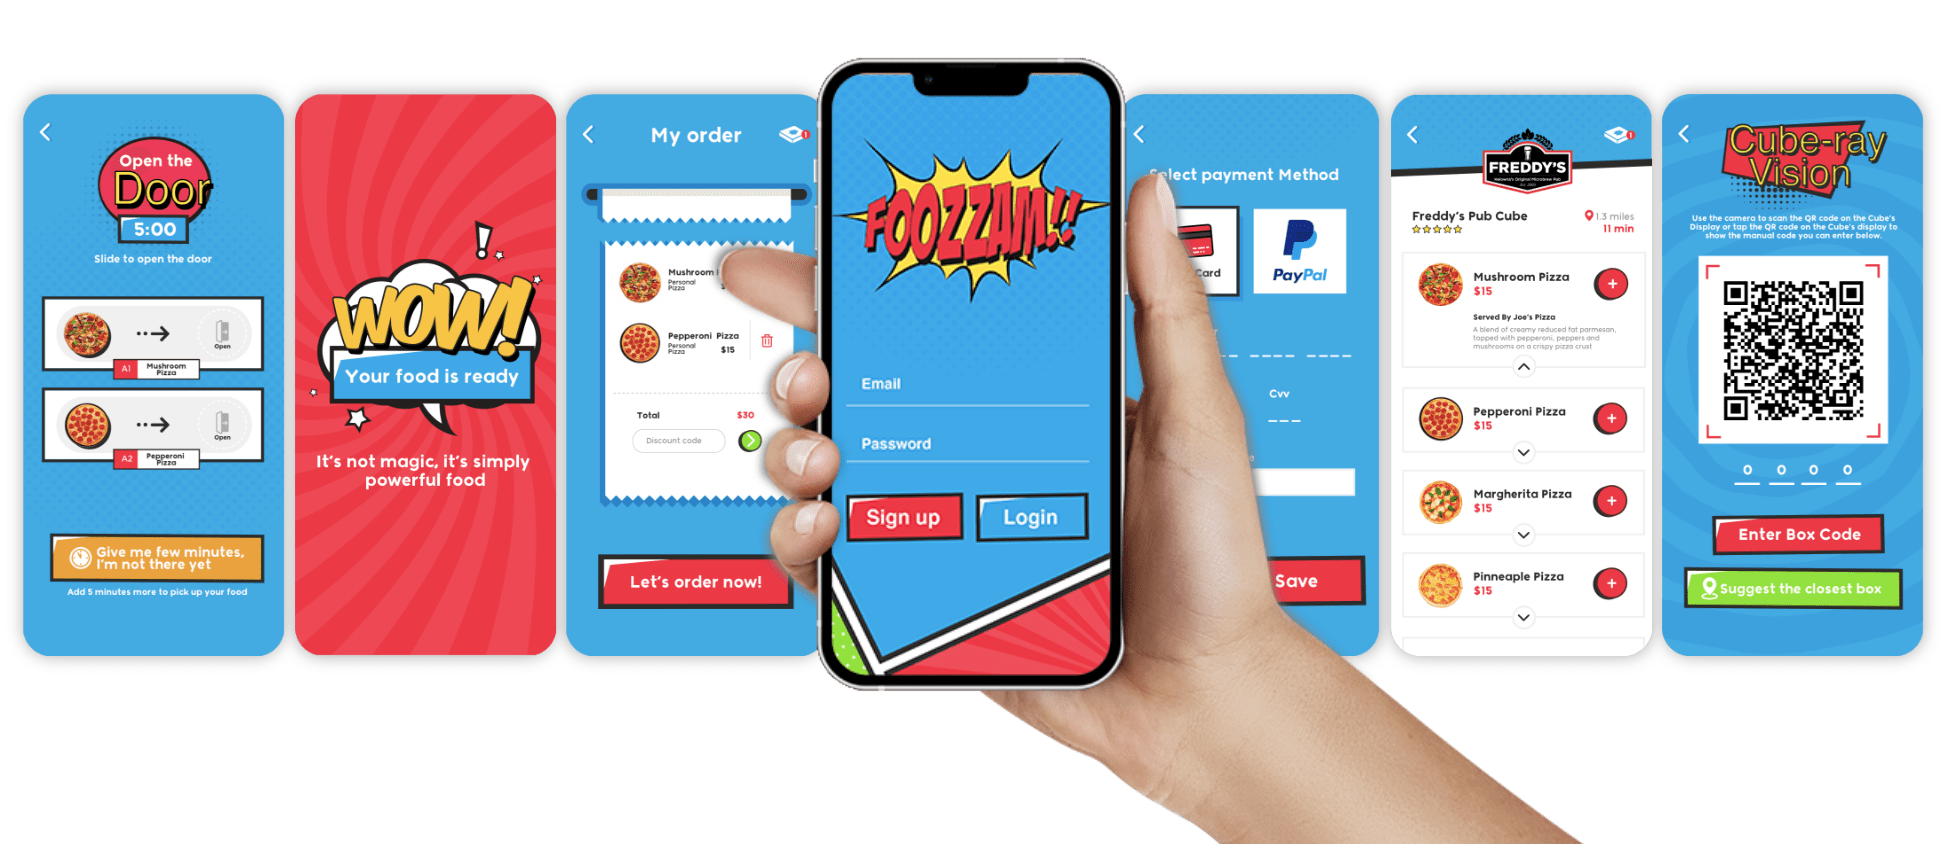 Open the
Door
5:00
Slide to open the door
Open
A1
Mushroom
Pizza
Open
A2
Pepperoni
Pizza
Give me few minutes,
I'm not there yet
Add 5 minutes more to pick up your food
WOW!
Your food is ready
It's not magic, it's simply
powerful food
My order
1
Mushroom
Personal
Pizza
Pepperoni Pizza
Personal
Pizza
$15
Total
$30
Discount code
Let's order now!
FOOZZAM!!
Email
Password
Sign up
Login
Select payment Method
Card
PayPal
Cvv
Save
1
FREDDY'S
Kelowna's Original Microbrew Pub
Freddy's Pub Cube
1.3 miles
11 min
Mushroom Pizza
$15
Served By Joe's Pizza
A blend of creamy reduced fat parmesan,
topped with pepperoni, peppers and
mushrooms on a crispy pizza crust
Pepperoni Pizza
$15
Margherita Pizza
$15
Pinneaple Pizza
$15
Cube-ray
Vision
Use the camera to scan the QR code on the Cube's
Display or tap the QR code on the Cube's display to
show the manual code you can enter below.
0 0 0 0
Enter Box Code
Suggest the closest box